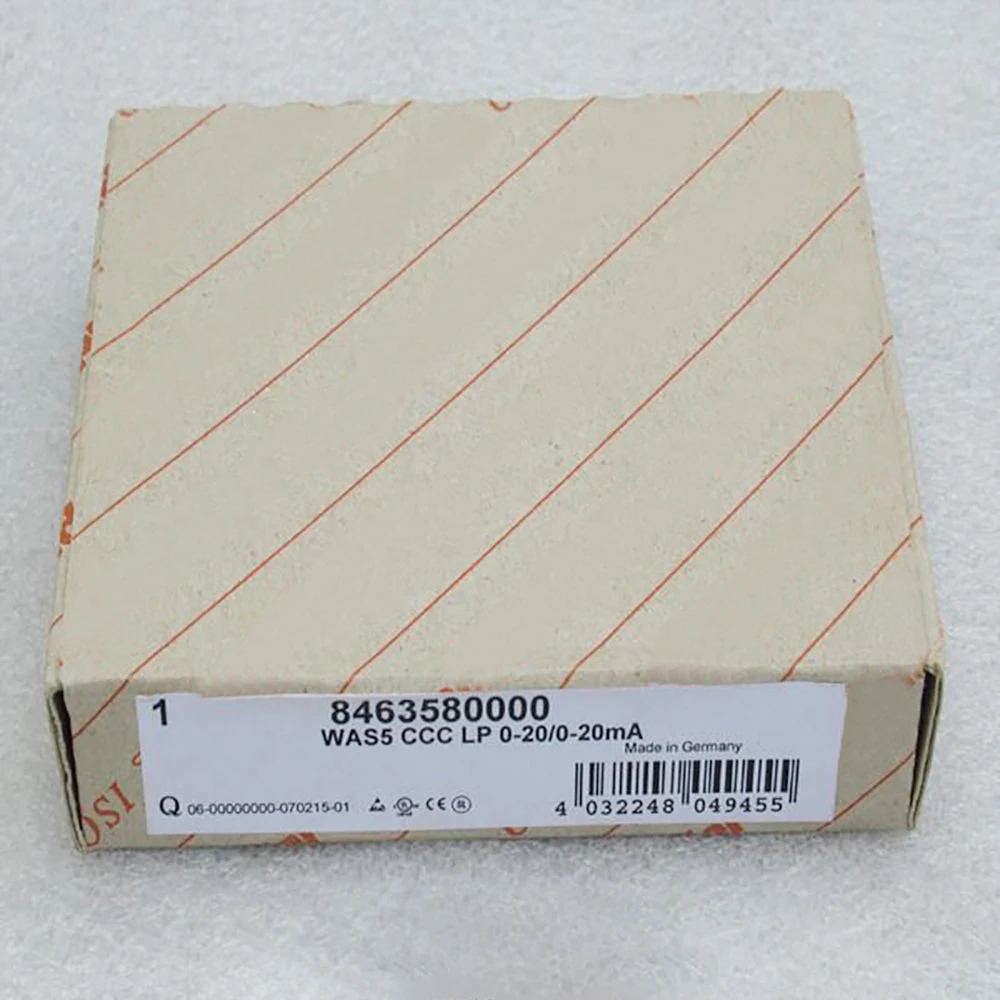 1
8463580000
WAS5 CCC LP 0-20/0-20mA
Made in Germany
Q 06-00000000-070215-01
CE
4 032248 049455